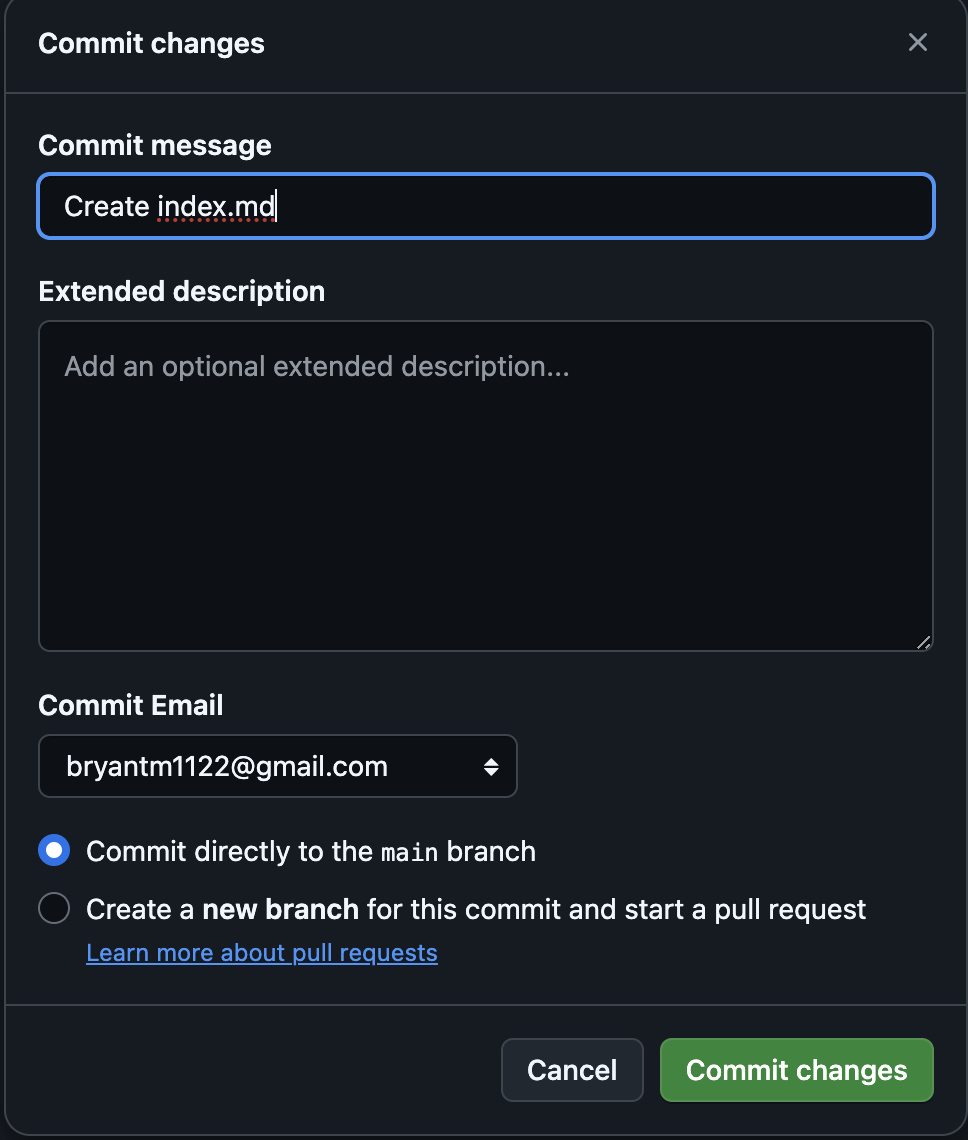 Commit changes
Commit message
Create index.md
Extended description
Add an optional extended description...
Commit Email
bryantm1122@gmail.com
Commit directly to the main branch
Create a new branch for this commit and start a pull request
Learn more about pull requests
Cancel
Commit changes